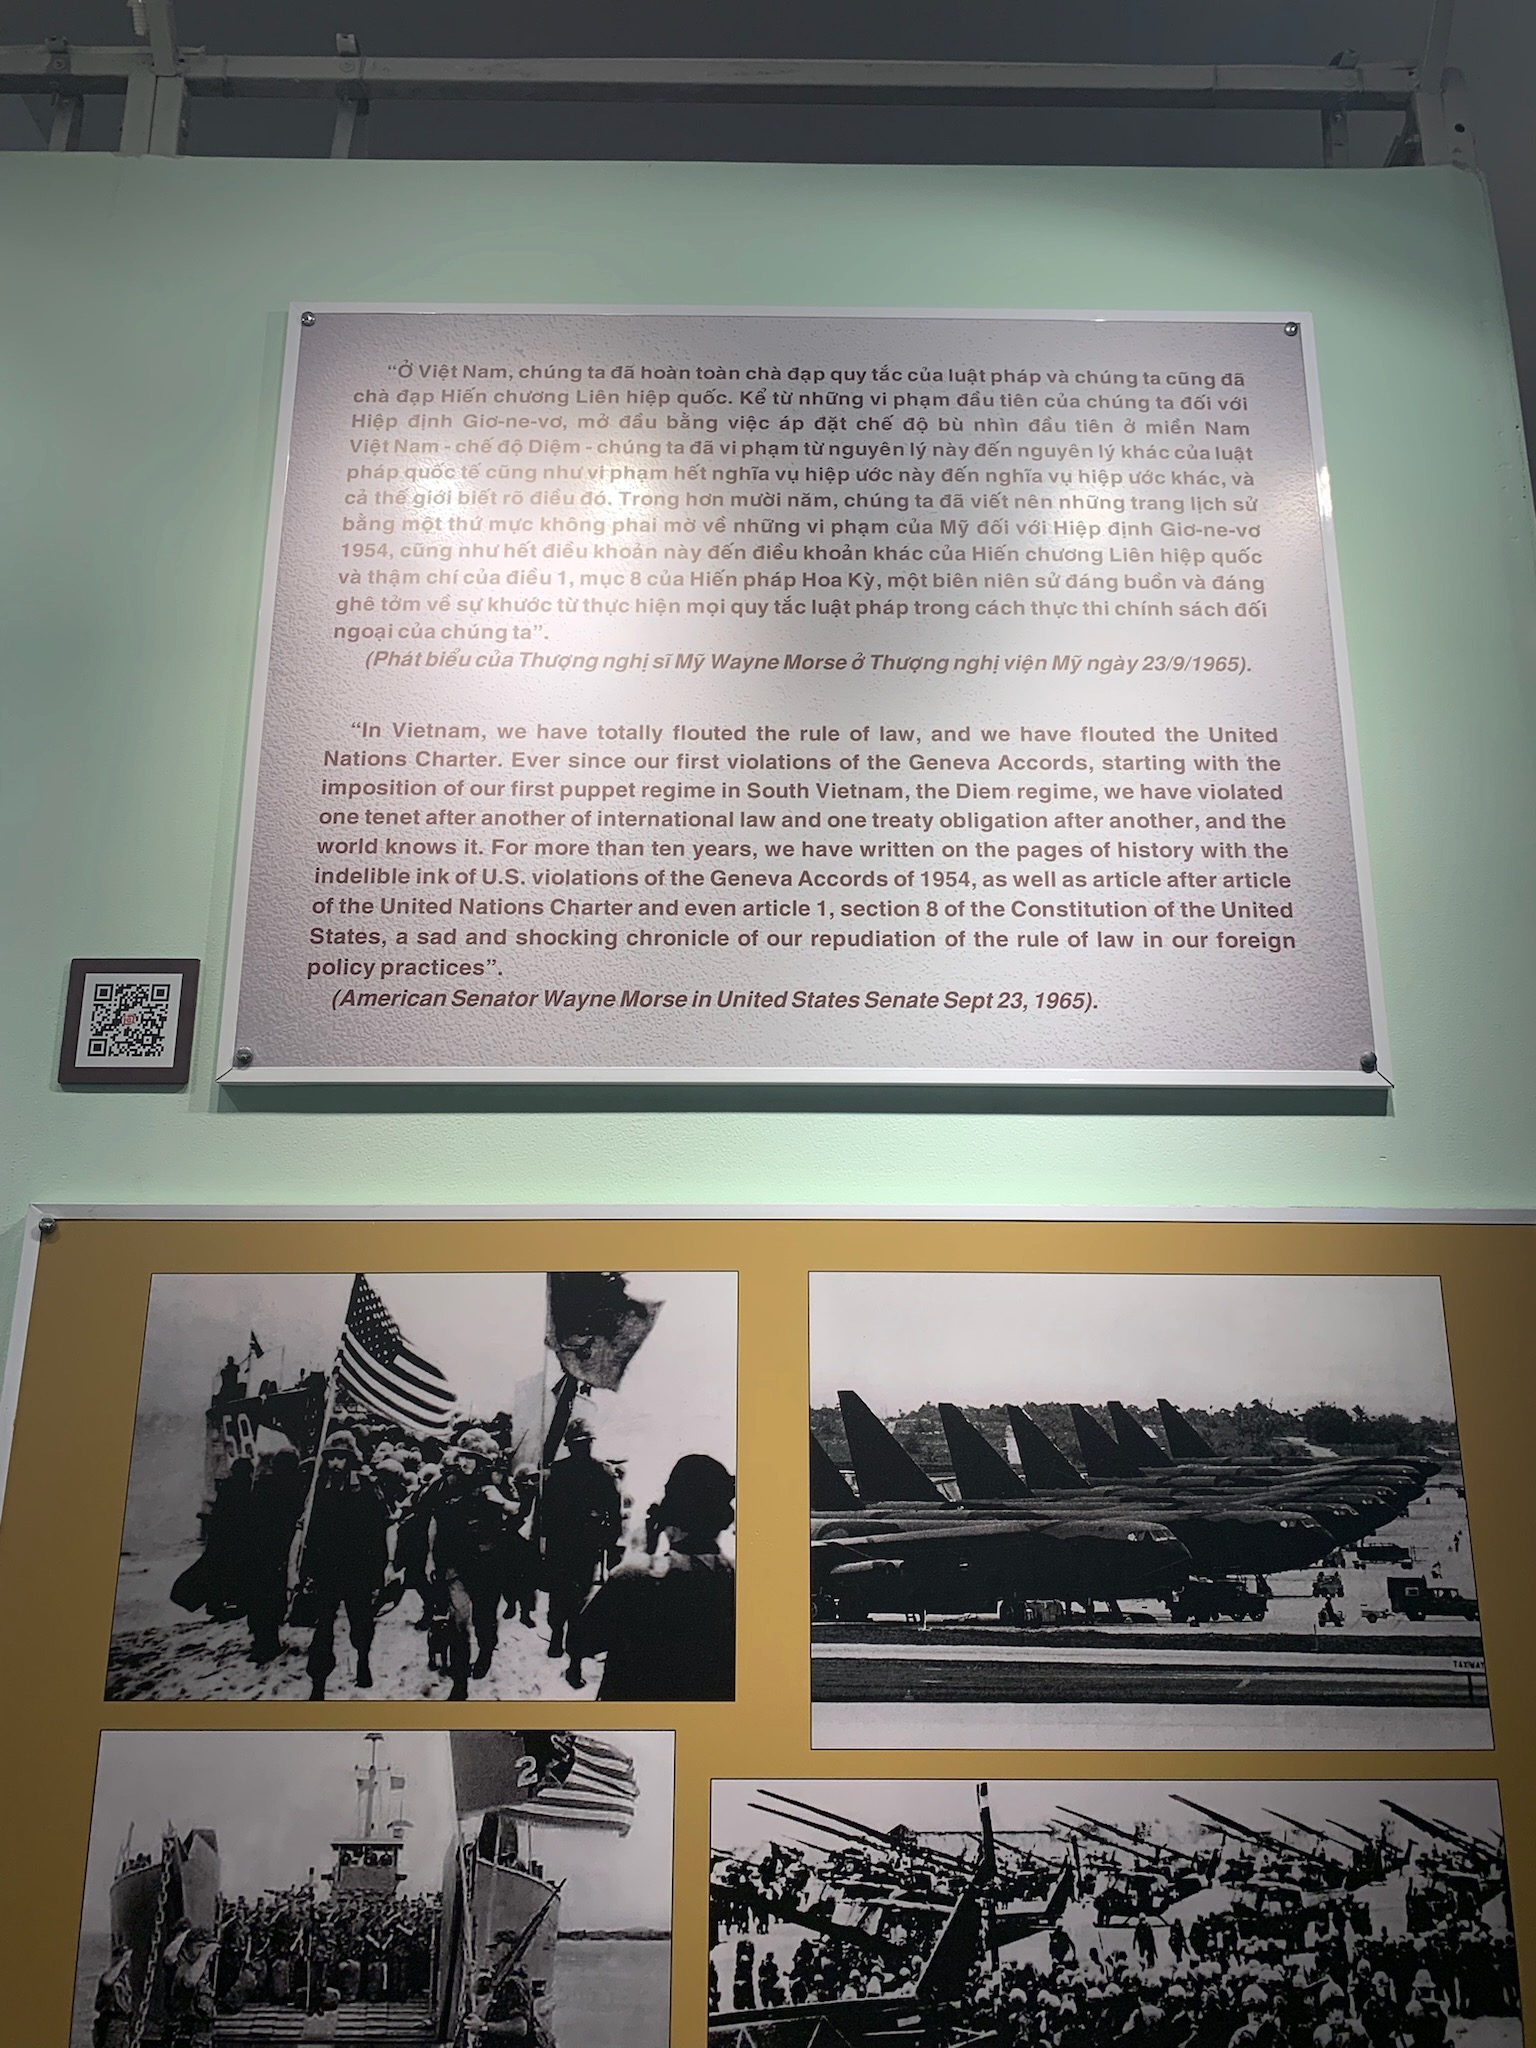 “Ở Việt Nam, chúng ta đã hoàn toàn chà đạp quy tắc của luật pháp và chúng ta cũng đã
chà đạp Hiến chương Liên hiệp quốc. Kể từ những vi phạm đầu tiên của chúng ta đối với
Hiệp định Giơ-ne-vơ, mở đầu bằng việc áp đặt chế độ bù nhìn đầu tiên ở miền Nam
Việt Nam - chế độ Diệm - chúng ta đã vi phạm từ nguyên lý này đến nguyên lý khác của luật
pháp quốc tế cũng như vi phạm hết nghĩa vụ hiệp ước này đến nghĩa vụ hiệp ước khác, và
cả thế giới biết rõ điều đó. Trong hơn mười năm, chúng ta đã viết nên những trang lịch sử
bằng một thứ mực không phai mờ về những vi phạm của Mỹ đối với Hiệp định Giơ-ne-vơ
1954, cũng như hết điều khoản này đến điều khoản khác của Hiến chương Liên hiệp quốc
và thậm chí của điều 1, mục 8 của Hiến pháp Hoa Kỳ, một biên niên sử đáng buồn và đáng
ghê tởm về sự khước từ thực hiện mọi quy tắc luật pháp trong cách thực thi chính sách đối
ngoại của chúng ta”.
(Phát biểu của Thượng nghị sĩ Mỹ Wayne Morse ở Thượng nghị viện Mỹ ngày 23/9/1965).
“In Vietnam, we have totally flouted the rule of law, and we have flouted the United
Nations Charter. Ever since our first violations of the Geneva Accords, starting with the
imposition of our first puppet regime in South Vietnam, the Diem regime, we have violated
one tenet after another of international law and one treaty obligation after another, and the
world knows it. For more than ten years, we have written on the pages of history with the
indelible ink of U.S. violations of the Geneva Accords of 1954, as well as article after article
of the United Nations Charter and even article 1, section 8 of the Constitution of the United
States, a sad and shocking chronicle of our repudiation of the rule of law in our foreign
policy practices”.
(American Senator Wayne Morse in United States Senate Sept 23, 1965).
TAXIWAY
2